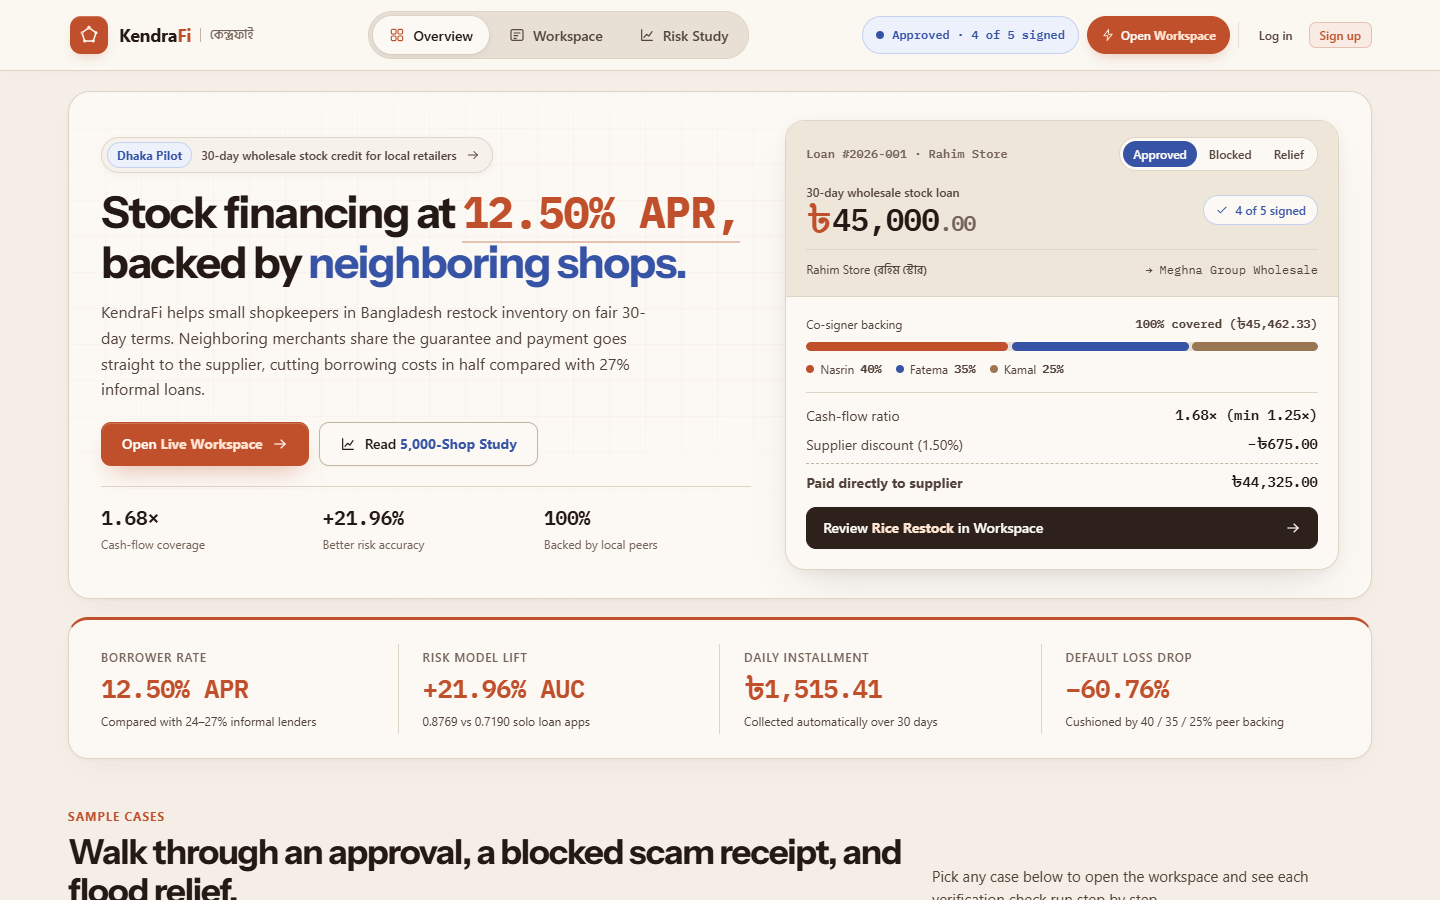 KendraFi কেন্দ্রফাই
Overview
Workspace
Risk Study
Approved · 4 of 5 signed
Open Workspace
Log in
Sign up
Dhaka Pilot 30-day wholesale stock credit for local retailers →
Stock financing at 12.50% APR,
backed by neighboring shops.
KendraFi helps small shopkeepers in Bangladesh restock inventory on fair 30-
day terms. Neighboring merchants share the guarantee and payment goes
straight to the supplier, cutting borrowing costs in half compared with 27%
informal loans.
Open Live Workspace →
Read 5,000-Shop Study
1.68×
Cash-flow coverage
+21.96%
Better risk accuracy
100%
Backed by local peers
Loan #2026-001 · Rahim Store
Approved
Blocked
Relief
30-day wholesale stock loan
৳45,000.00
4 of 5 signed
Rahim Store (রহিম স্টোর)
→ Meghna Group Wholesale
Co-signer backing
100% covered (৳45,462.33)
Nasrin 40%
Fatema 35%
Kamal 25%
Cash-flow ratio
1.68× (min 1.25×)
Supplier discount (1.50%)
−৳675.00
Paid directly to supplier
৳44,325.00
Review Rice Restock in Workspace →
BORROWER RATE
12.50% APR
Compared with 24–27% informal lenders
RISK MODEL LIFT
+21.96% AUC
0.8769 vs 0.7190 solo loan apps
DAILY INSTALLMENT
৳1,515.41
Collected automatically over 30 days
DEFAULT LOSS DROP
−60.76%
Cushioned by 40 / 35 / 25% peer backing
SAMPLE CASES
Walk through an approval, a blocked scam receipt, and
flood relief.
Pick any case below to open the workspace and see each
verification check run step by step.